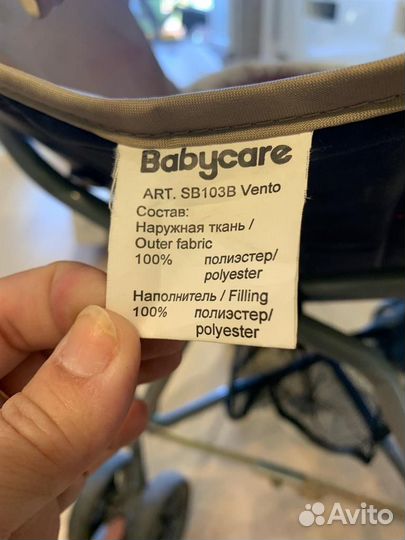 Babycare
ART. SB103B Vento
Состав:
Наружная ткань /
Outer fabric
100% полиэстер/
polyester
Наполнитель / Filling
100% полиэстер/
polyester
Avito